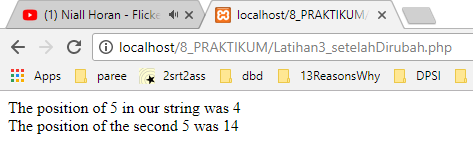 (1) Niall Horan - Flicke
localhost/8_PRAKTIKUM/
localhost/8_PRAKTIKUM/Latihan3_setelahDirubah.php
Apps paree 2srt2ass dbd 13ReasonsWhy DPSI
The position of 5 in our string was 4
The position of the second 5 was 14